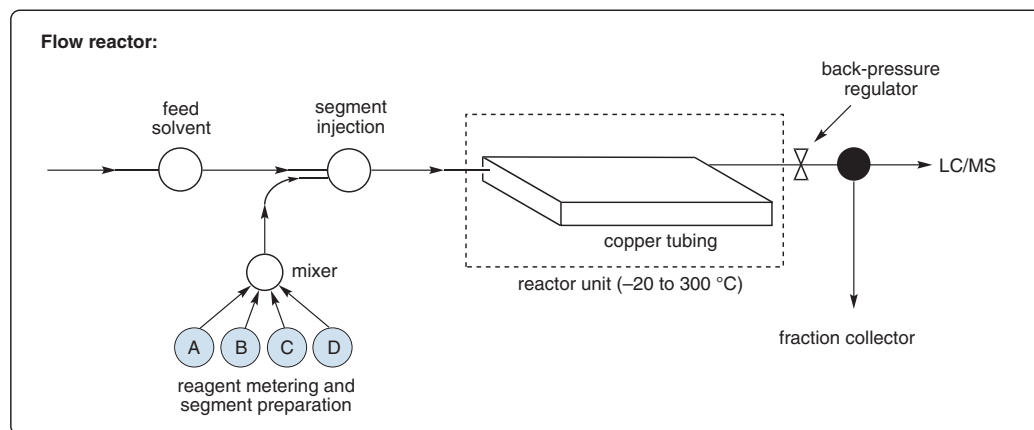 Flow reactor:
feed
solvent
segment
injection
back-pressure
regulator
LC/MS
copper tubing
mixer
reactor unit (–20 to 300 °C)
A
B
C
D
fraction collector
reagent metering and
segment preparation